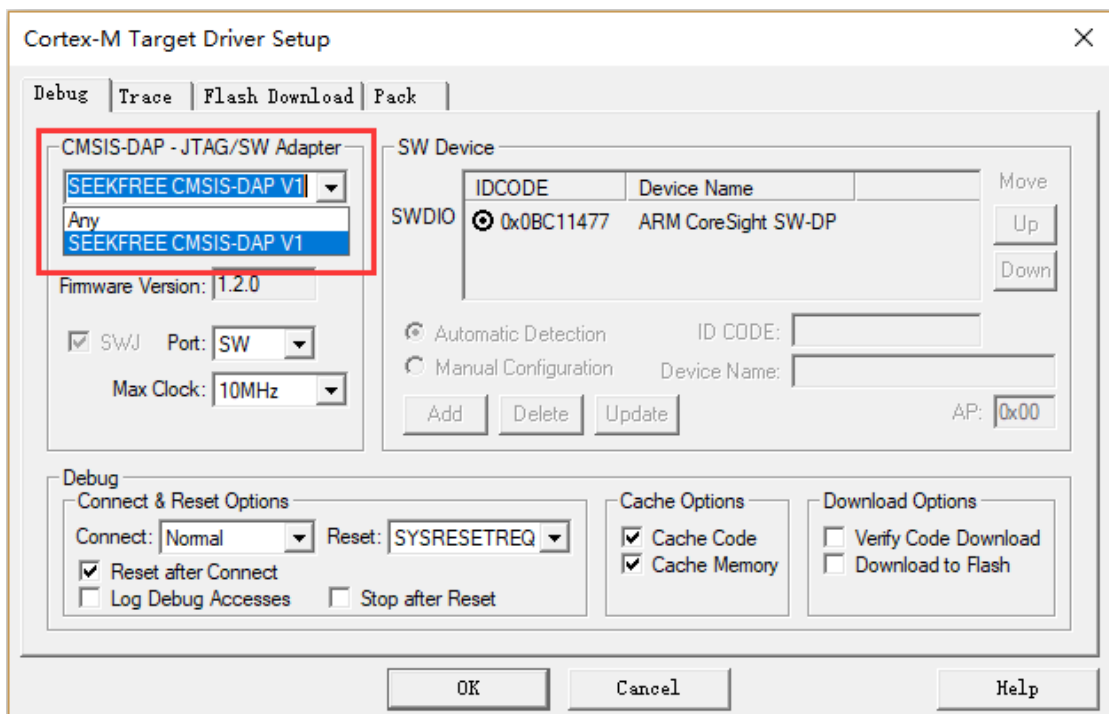 Cortex-M Target Driver Setup
Debug Trace Flash Download Pack
CMSIS-DAP - JTAG/SW Adapter
SEEKFREE CMSIS-DAP V1
Any
SEEKFREE CMSIS-DAP V1
Firmware Version: 1.2.0
SWJ Port: SW
Max Clock: 10MHz
SW Device
IDCODE Device Name
SWDIO 0x0BC11477 ARM CoreSight SW-DP
Move
Up
Down
Automatic Detection ID CODE:
Manual Configuration Device Name:
Add Delete Update AP: 0x00
Debug
Connect & Reset Options
Connect: Normal Reset: SYSRESETREQ
Reset after Connect
Log Debug Accesses Stop after Reset
Cache Options
Cache Code
Cache Memory
Download Options
Verify Code Download
Download to Flash
OK Cancel Help